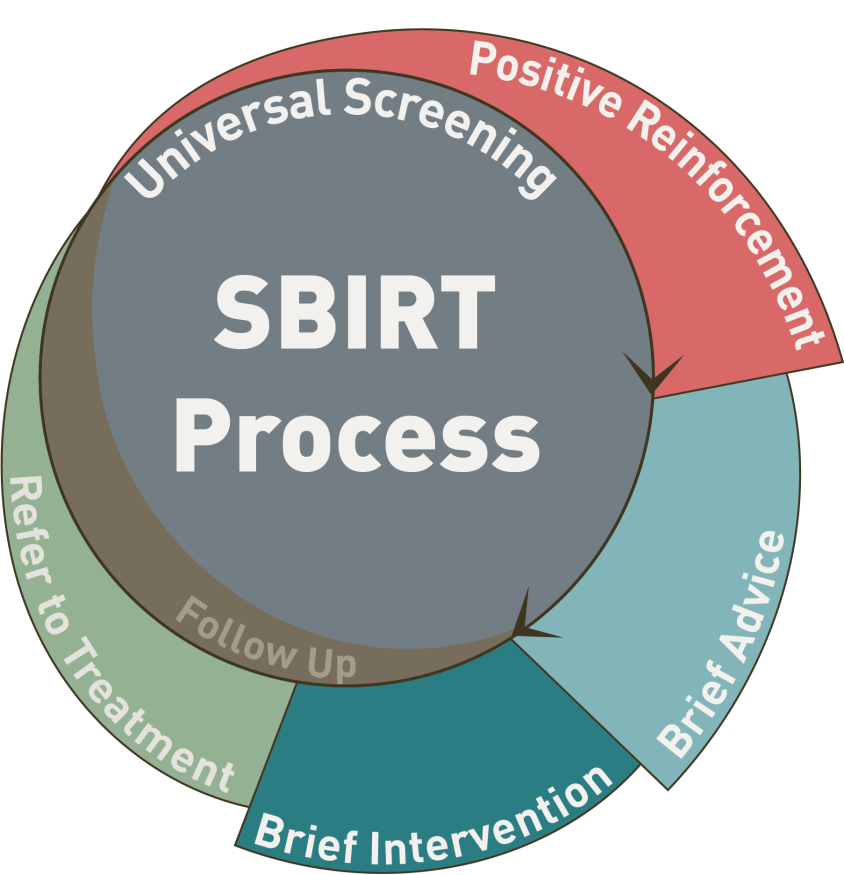 Positive Reinforcement
Universal Screening
SBIRT
Process
Brief Advice
Refer to Treatment
Follow Up
Brief Intervention